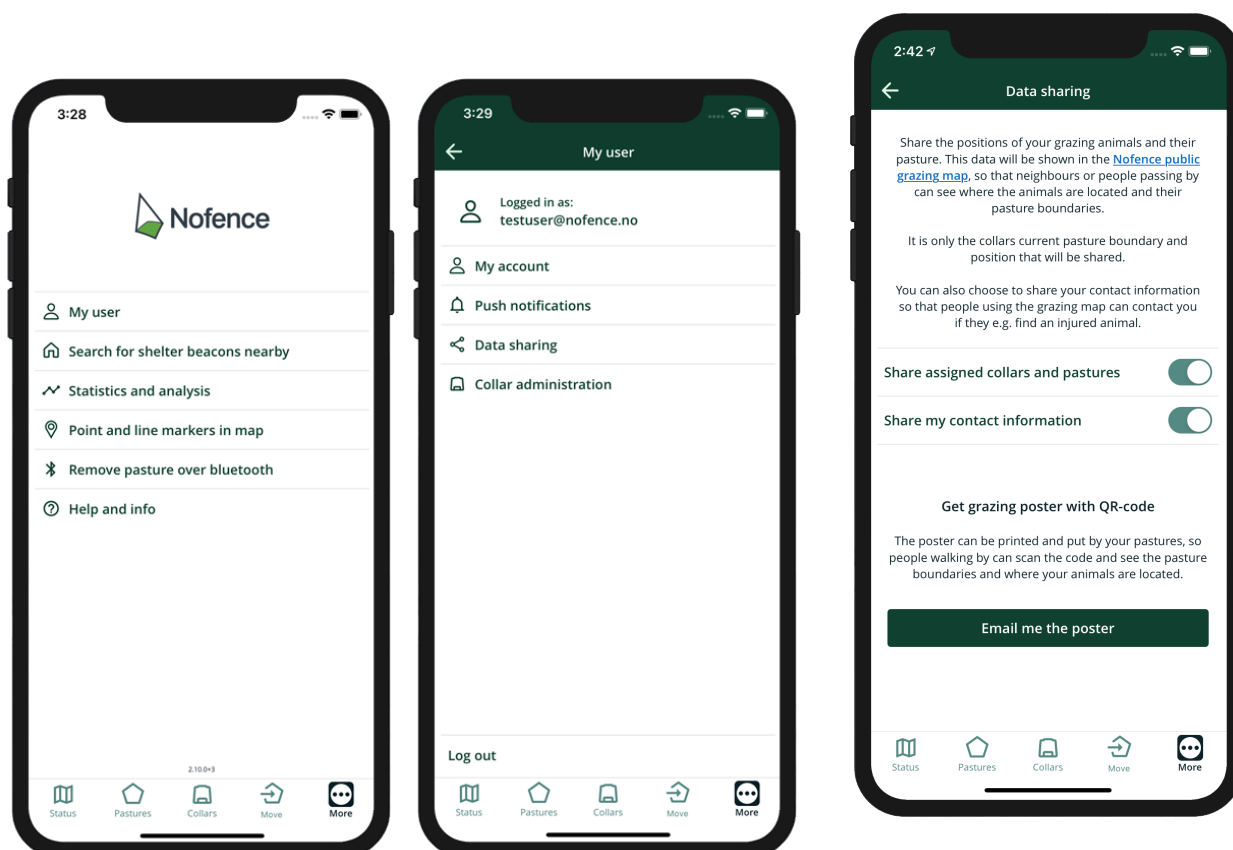 3:28
Nofence
My user
Search for shelter beacons nearby
Statistics and analysis
Point and line markers in map
Remove pasture over bluetooth
Help and info
2.10.0+3
Status
Pastures
Collars
Move
More
3:29
My user
Logged in as:
testuser@nofence.no
My account
Push notifications
Data sharing
Collar administration
Log out
Status
Pastures
Collars
Move
More
2:42
Data sharing
Share the positions of your grazing animals and their
pasture. This data will be shown in the Nofence public
grazing map, so that neighbours or people passing by
can see where the animals are located and their
pasture boundaries.
It is only the collars current pasture boundary and
position that will be shared.
You can also choose to share your contact information
so that people using the grazing map can contact you
if they e.g. find an injured animal.
Share assigned collars and pastures
Share my contact information
Get grazing poster with QR-code
The poster can be printed and put by your pastures, so
people walking by can scan the code and see the pasture
boundaries and where your animals are located.
Email me the poster
Status
Pastures
Collars
Move
More